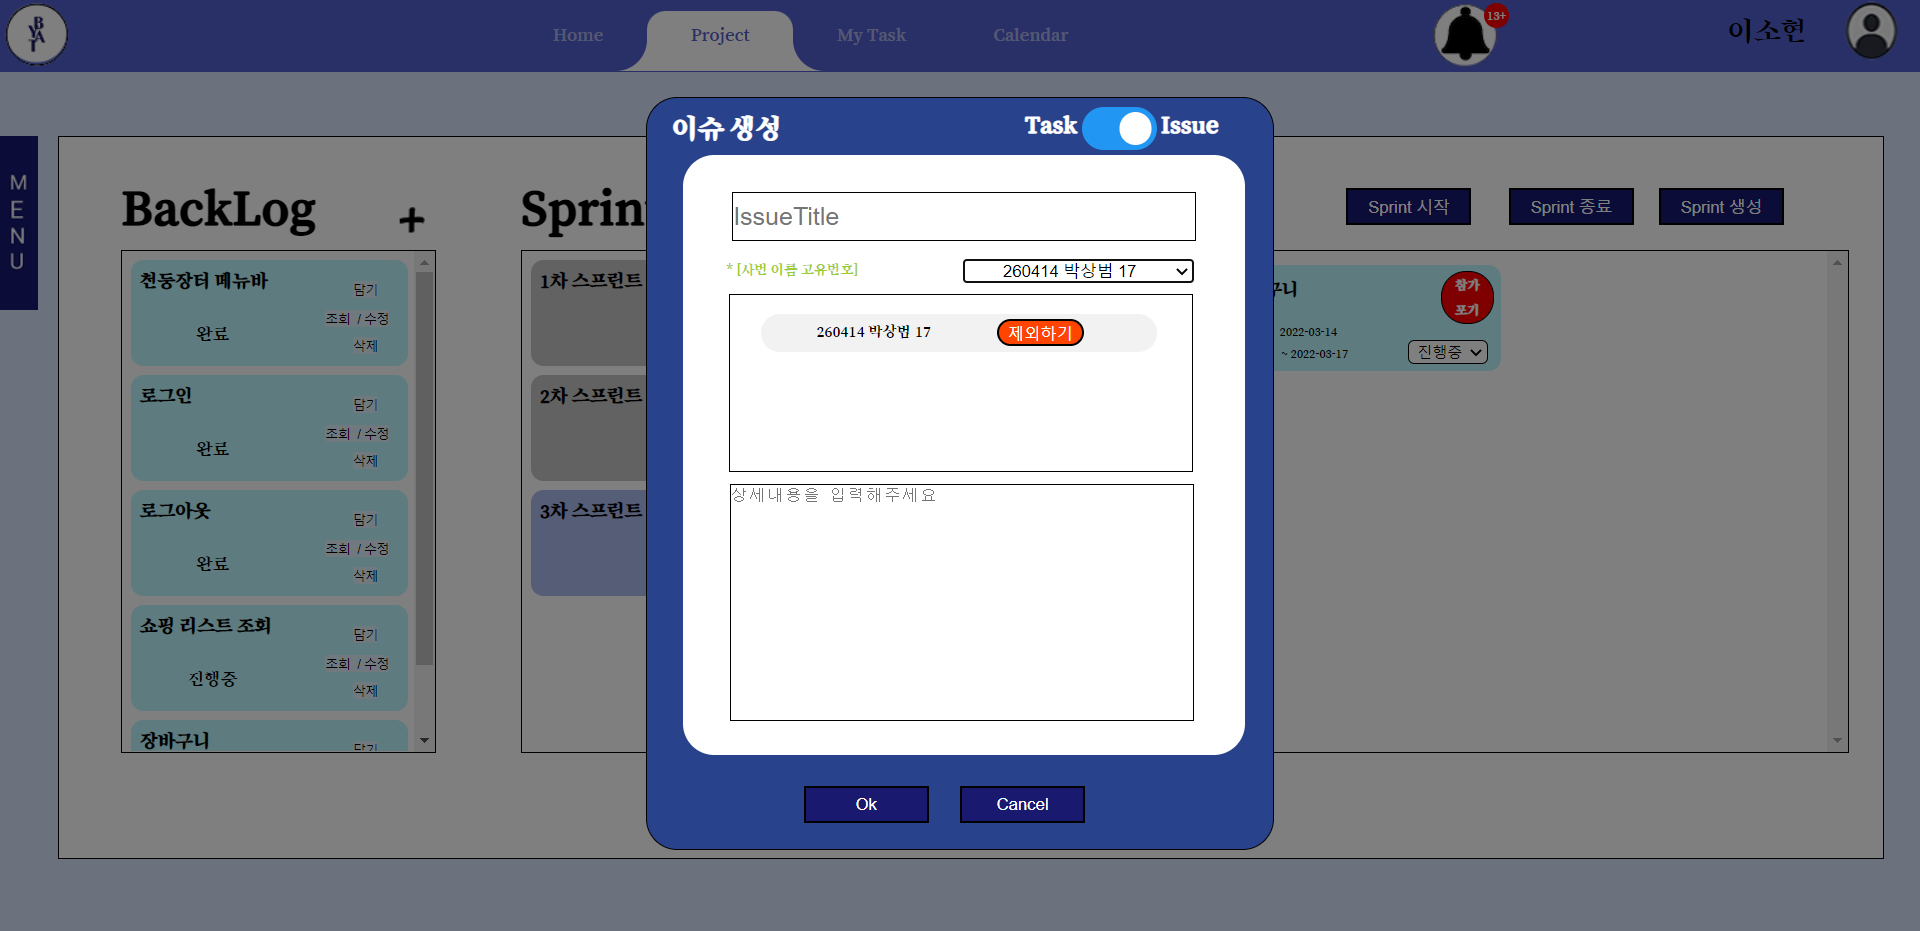 BYAT
Home
Project
My Task
Calendar
13+
이소헌
MENU
BackLog +
천둥장터 메뉴바
담기
조회 / 수정
완료
삭제
로그인
담기
조회 / 수정
완료
삭제
로그아웃
담기
조회 / 수정
완료
삭제
쇼핑 리스트 조회
담기
조회 / 수정
진행중
삭제
장바구니
담기
Sprin
1차 스프린트
2차 스프린트
3차 스프린트
이슈 생성
Task
Issue
IssueTitle
* [사번 이름 고유번호]
260414 박상범 17
260414 박상범 17
제외하기
상세내용을 입력해주세요
Ok
Cancel
Sprint 시작
Sprint 종료
Sprint 생성
구니
참가
포기
2022-03-14
~ 2022-03-17
진행중